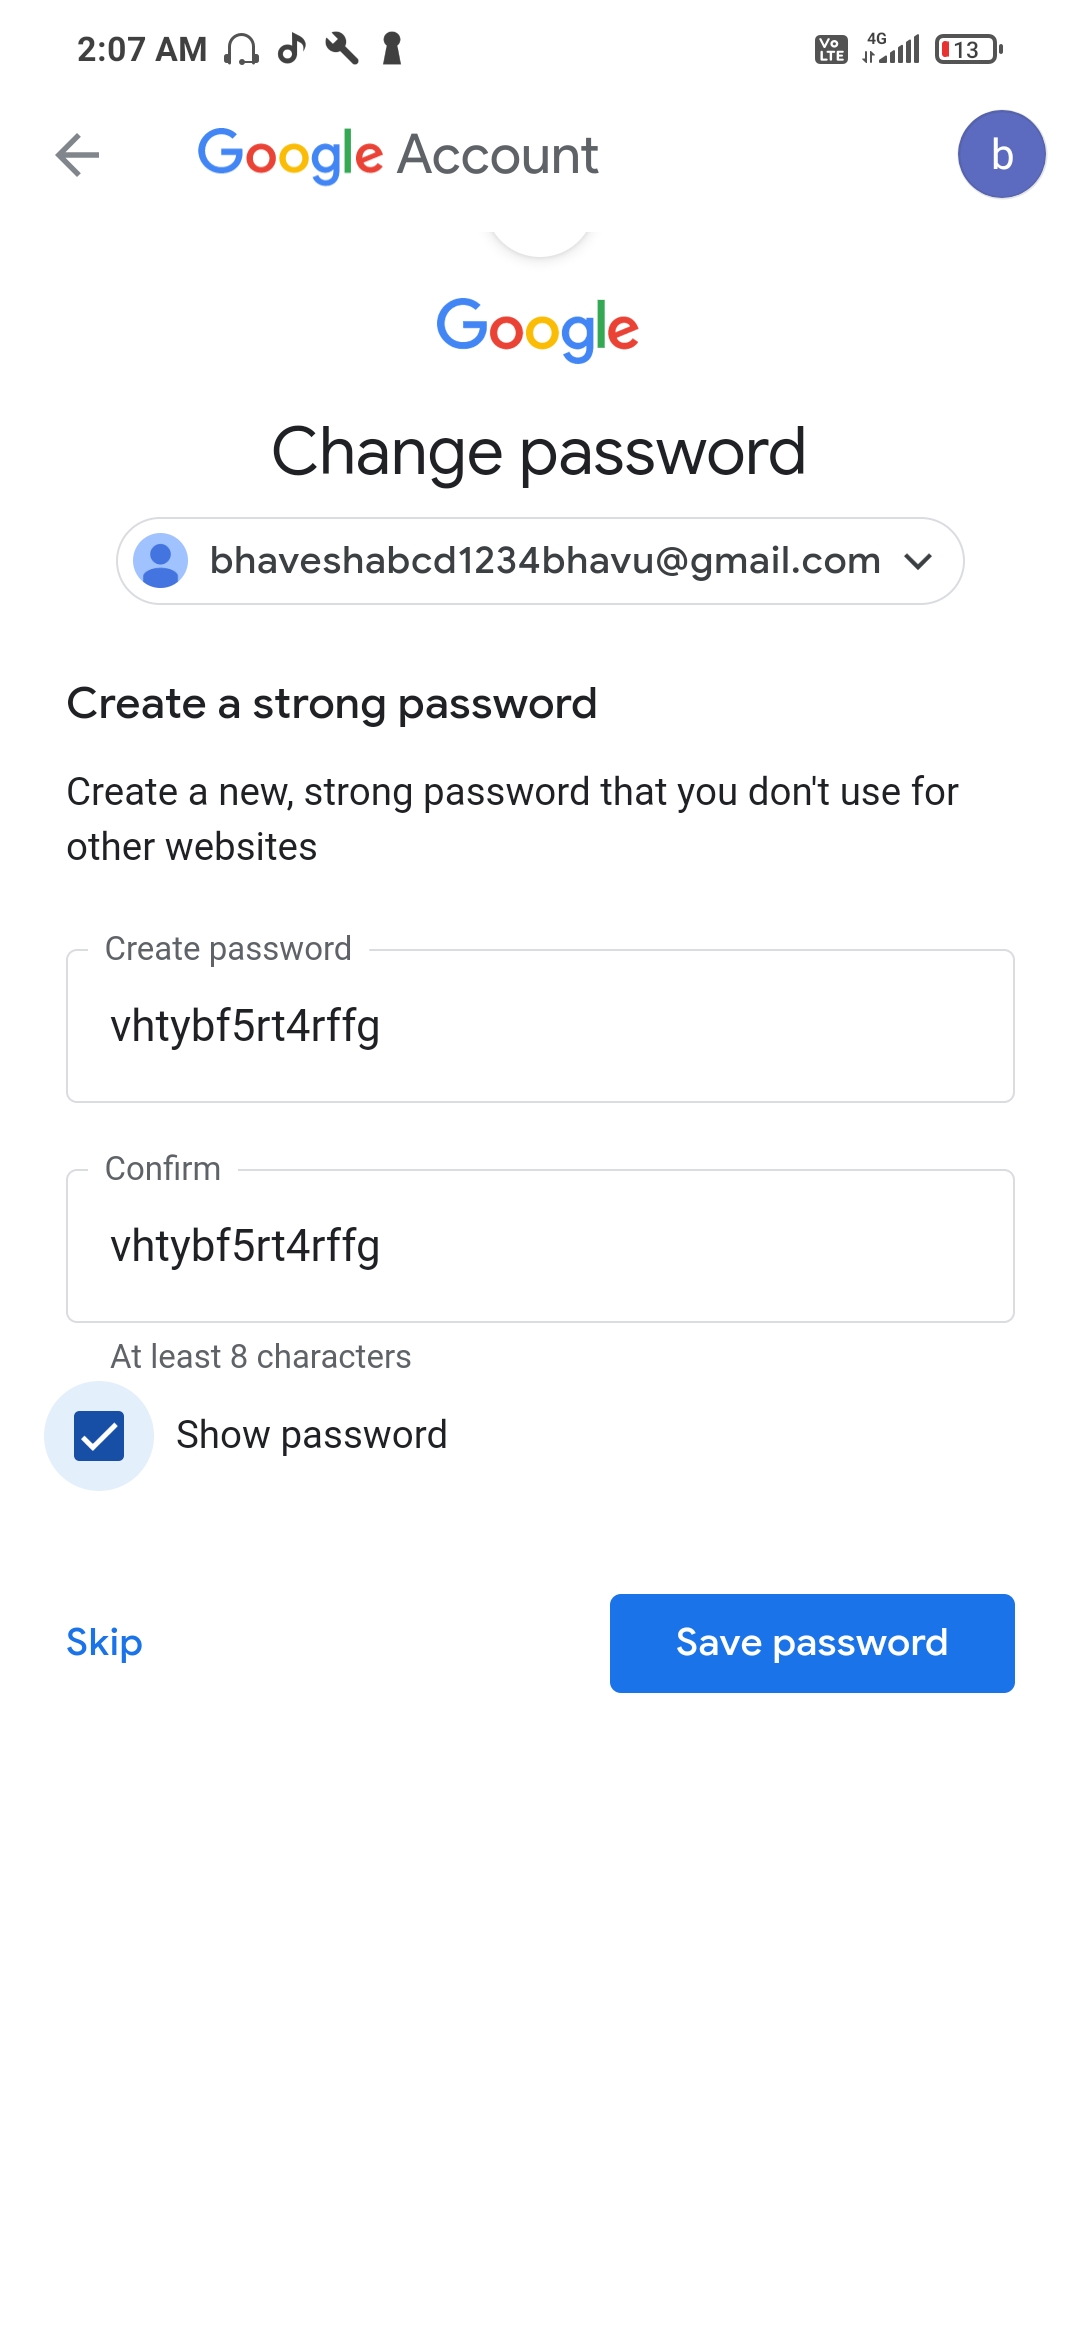 2:07 AM
Vo
LTE
4G
13
Google Account
b
Google
Change password
bhaveshabcd1234bhavu@gmail.com
Create a strong password
Create a new, strong password that you don't use for
other websites
Create password
vhtybf5rt4rffg
Confirm
vhtybf5rt4rffg
At least 8 characters
Show password
Skip
Save password